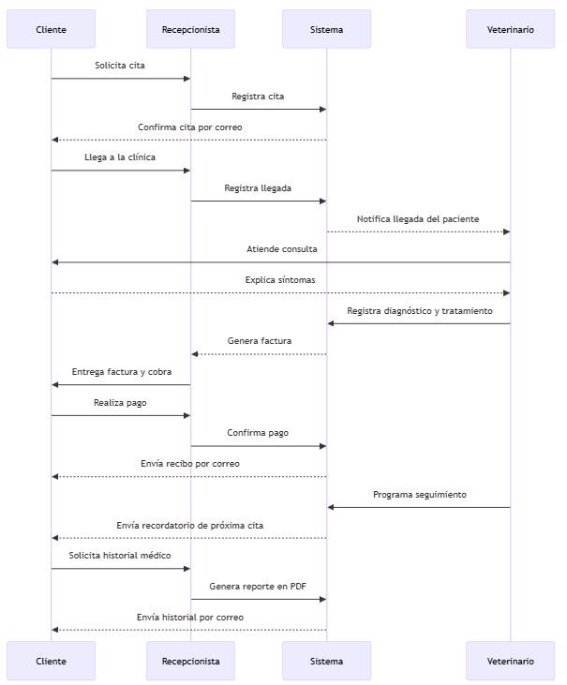 Cliente
Recepcionista
Sistema
Veterinario
Solicita cita
Registra cita
Confirma cita por correo
Llega a la clínica
Registra llegada
Notifica llegada del paciente
Atiende consulta
Explica síntomas
Registra diagnóstico y tratamiento
Genera factura
Entrega factura y cobra
Realiza pago
Confirma pago
Envía recibo por correo
Programa seguimiento
Envía recordatorio de próxima cita
Solicita historial médico
Genera reporte en PDF
Envía historial por correo
Cliente
Recepcionista
Sistema
Veterinario